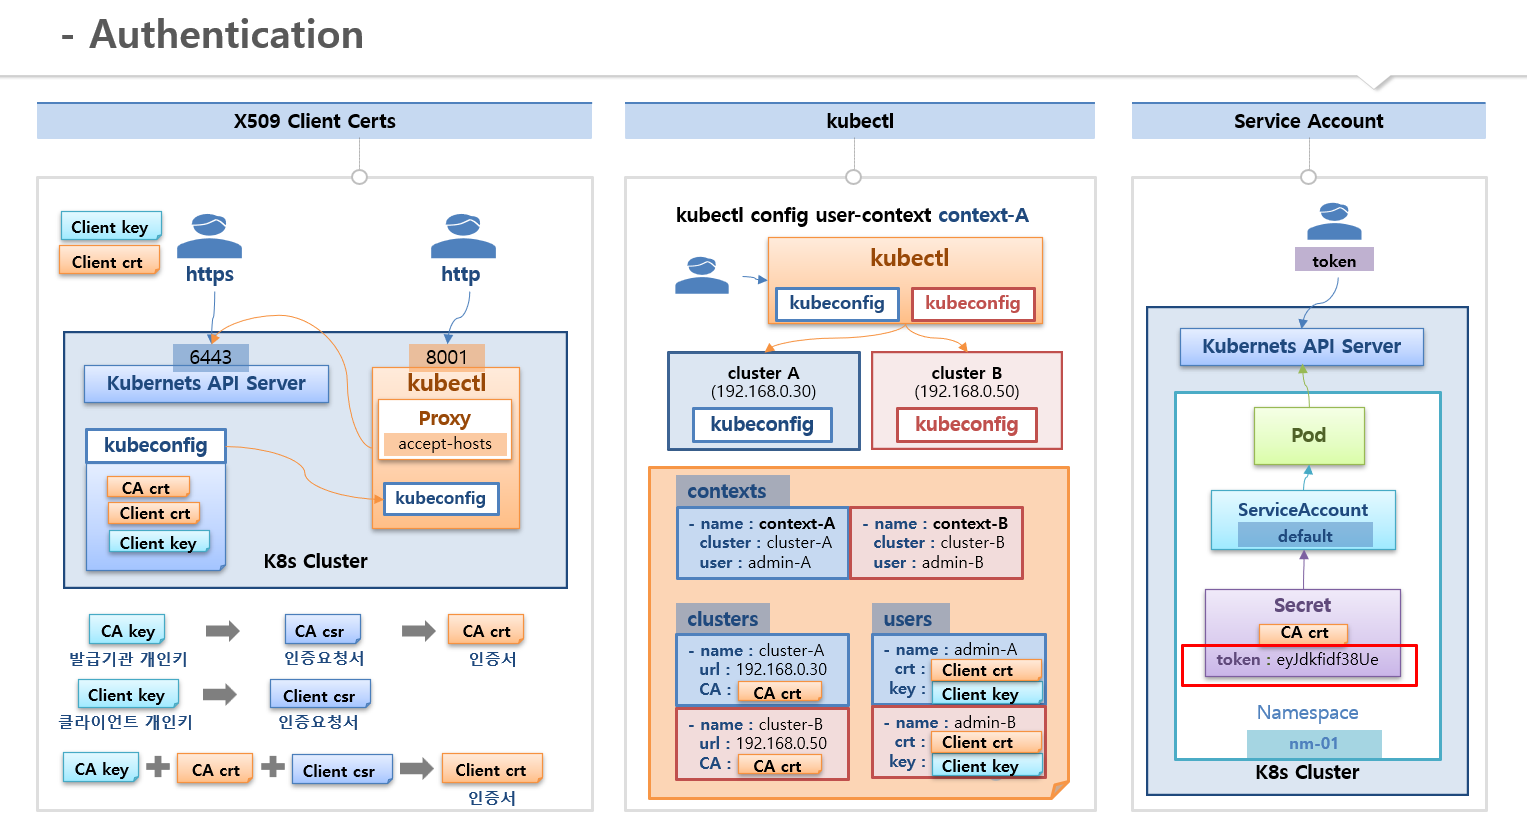 - Authentication
X509 Client Certs
Client key
Client crt
https
http
6443
Kubernets API Server
8001
kubectl
Proxy
accept-hosts
kubeconfig
kubeconfig
CA crt
Client crt
Client key
K8s Cluster
CA key
CA csr
CA crt
발급기관 개인키
인증요청서
인증서
Client key
Client csr
클라이언트 개인키
인증요청서
CA key
CA crt
Client csr
Client crt
인증서
kubectl
kubectl config user-context context-A
kubectl
kubeconfig
kubeconfig
cluster A
(192.168.0.30)
kubeconfig
cluster B
(192.168.0.50)
kubeconfig
contexts
- name : context-A
cluster : cluster-A
user : admin-A
- name : context-B
cluster : cluster-B
user : admin-B
clusters
- name : cluster-A
url : 192.168.0.30
CA : CA crt
- name : cluster-B
url : 192.168.0.50
CA : CA crt
users
- name : admin-A
crt : Client crt
key : Client key
- name : admin-B
crt : Client crt
key : Client key
Service Account
token
Kubernets API Server
Pod
ServiceAccount
default
Secret
CA crt
token : eyJdkfidf38Ue
Namespace
nm-01
K8s Cluster